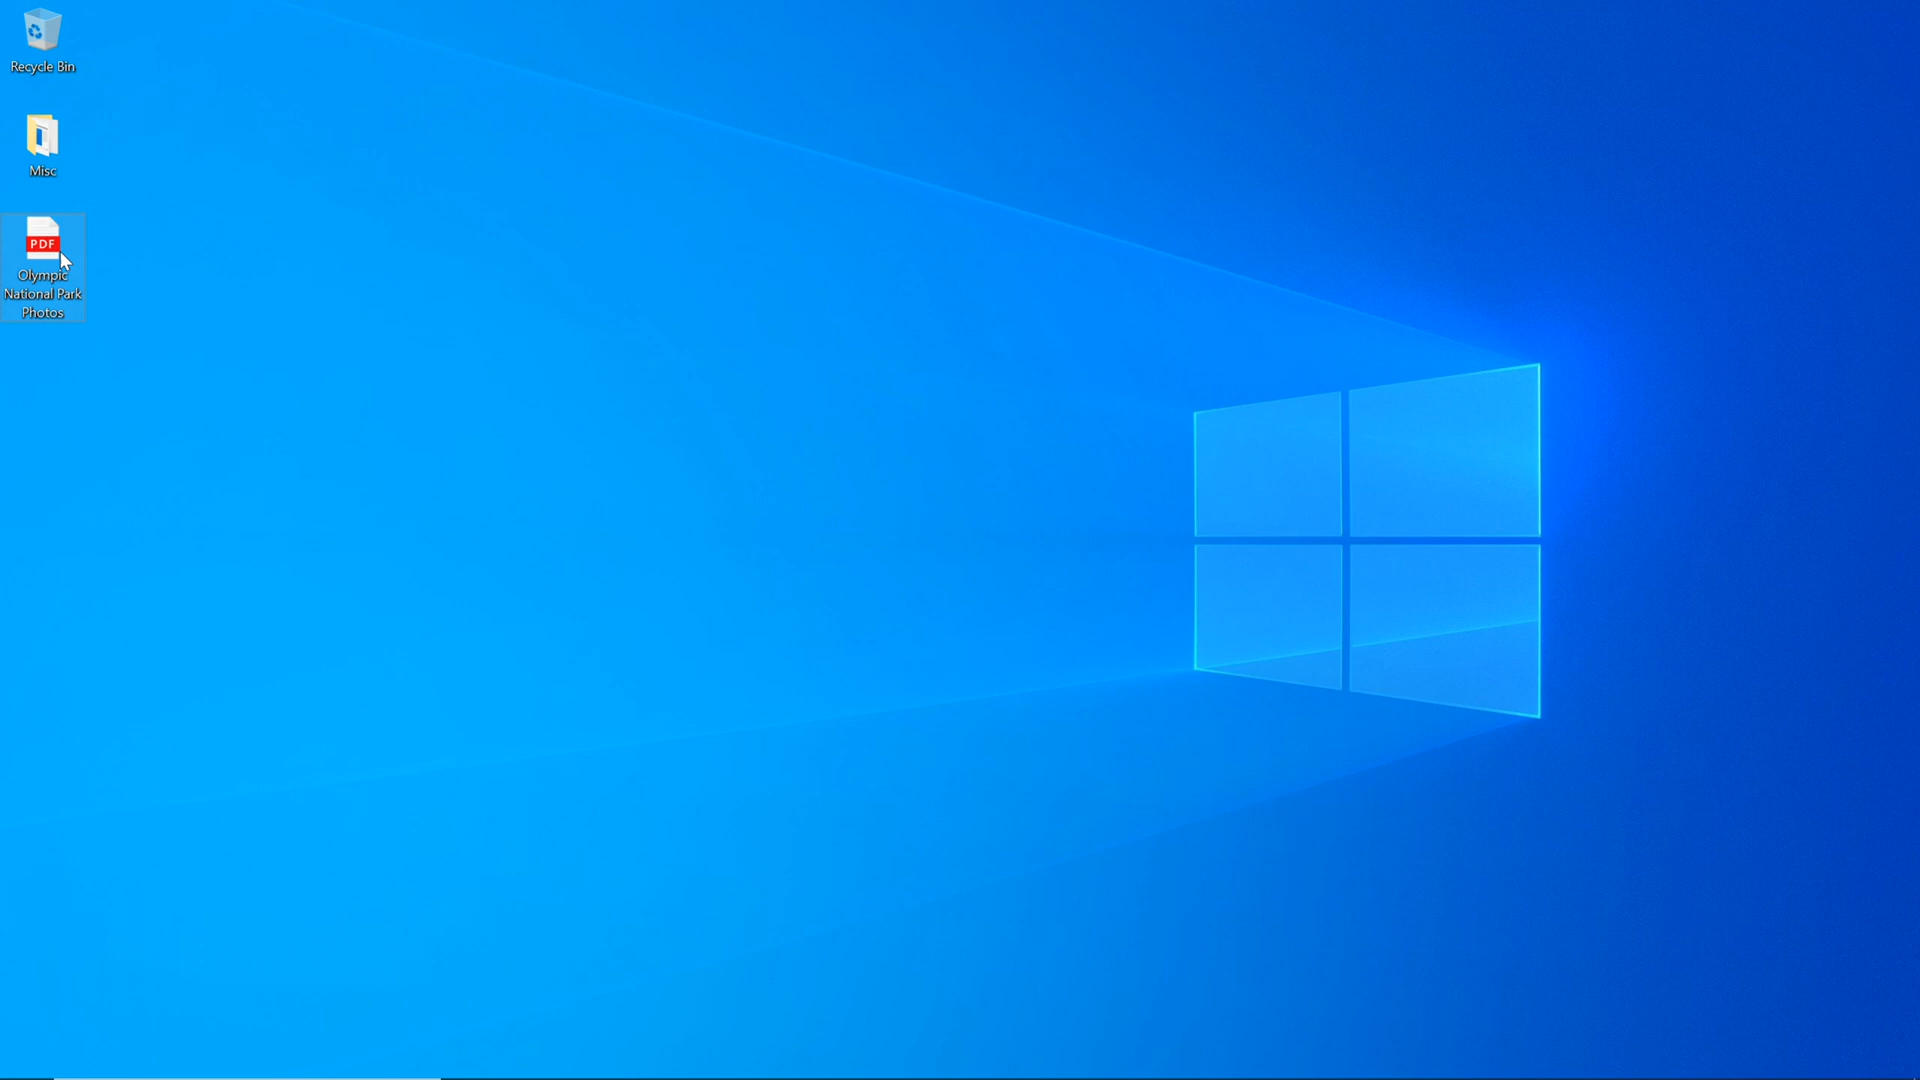 Recycle Bin
Misc
PDF
Olympic
National Park
Photos